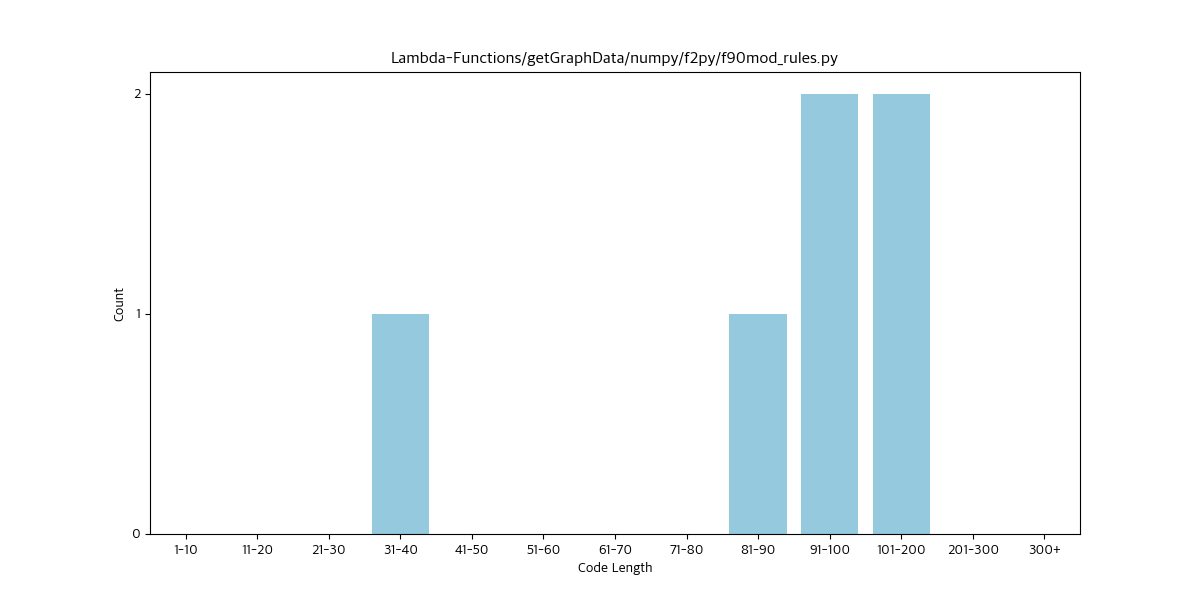 Lambda-Functions/getGraphData/numpy/f2py/f90mod_rules.py
Count
2
1
0
1-10 11-20 21-30 31-40 41-50 51-60 61-70 71-80 81-90 91-100 101-200 201-300 300+
Code Length